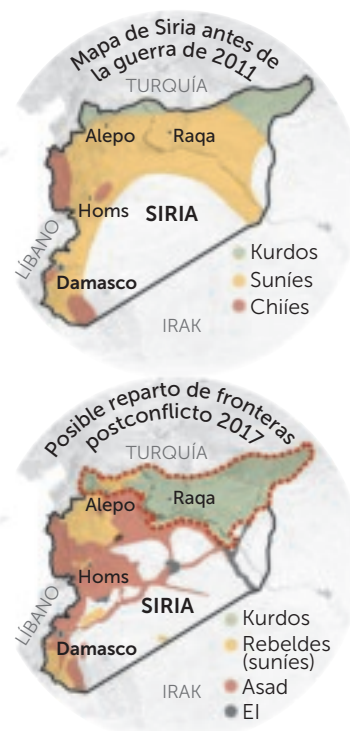 Mapa de Siria antes de
la guerra de 2011
TURQUÍA
Alepo
Raqa
Homs
SIRIA
LÍBANO
Damasco
Kurdos
Suníes
Chiíes
IRAK
Posible reparto de fronteras
postconflicto 2017
TURQUÍA
Alepo
Raqa
Homs
SIRIA
LÍBANO
Damasco
Kurdos
Rebeldes
(suníes)
Asad
EI
IRAK